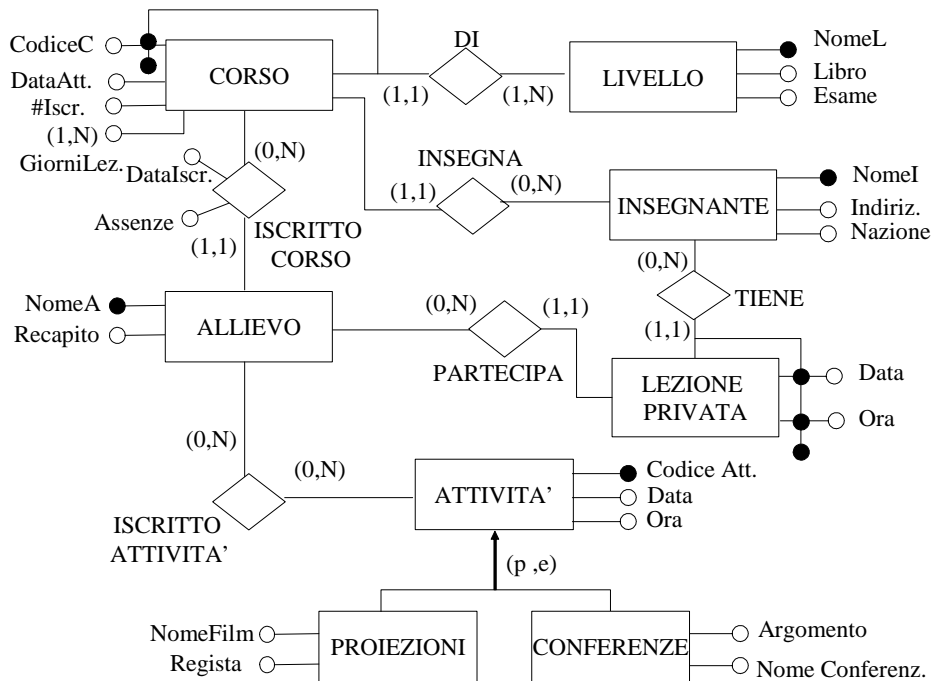 CodiceC
DataAtt.
#Iscr.
(1,N)
GiorniLez.
CORSO
DI
(1,1)
(1,N)
LIVELLO
NomeL
Libro
Esame
DataIscr.
Assenze
(0,N)
ISCRITTO
CORSO
(1,1)
INSEGNA
(1,1)
(0,N)
INSEGNANTE
NomeI
Indiriz.
Nazione
(0,N)
TIENE
(1,1)
NomeA
Recapito
ALLIEVO
(0,N)
(1,1)
PARTECIPA
LEZIONE
PRIVATA
Data
Ora
(0,N)
(0,N)
ISCRITTO
ATTIVITA'
ATTIVITA'
Codice Att.
Data
Ora
(p ,e)
NomeFilm
Regista
PROIEZIONI
CONFERENZE
Argomento
Nome Conferenz.